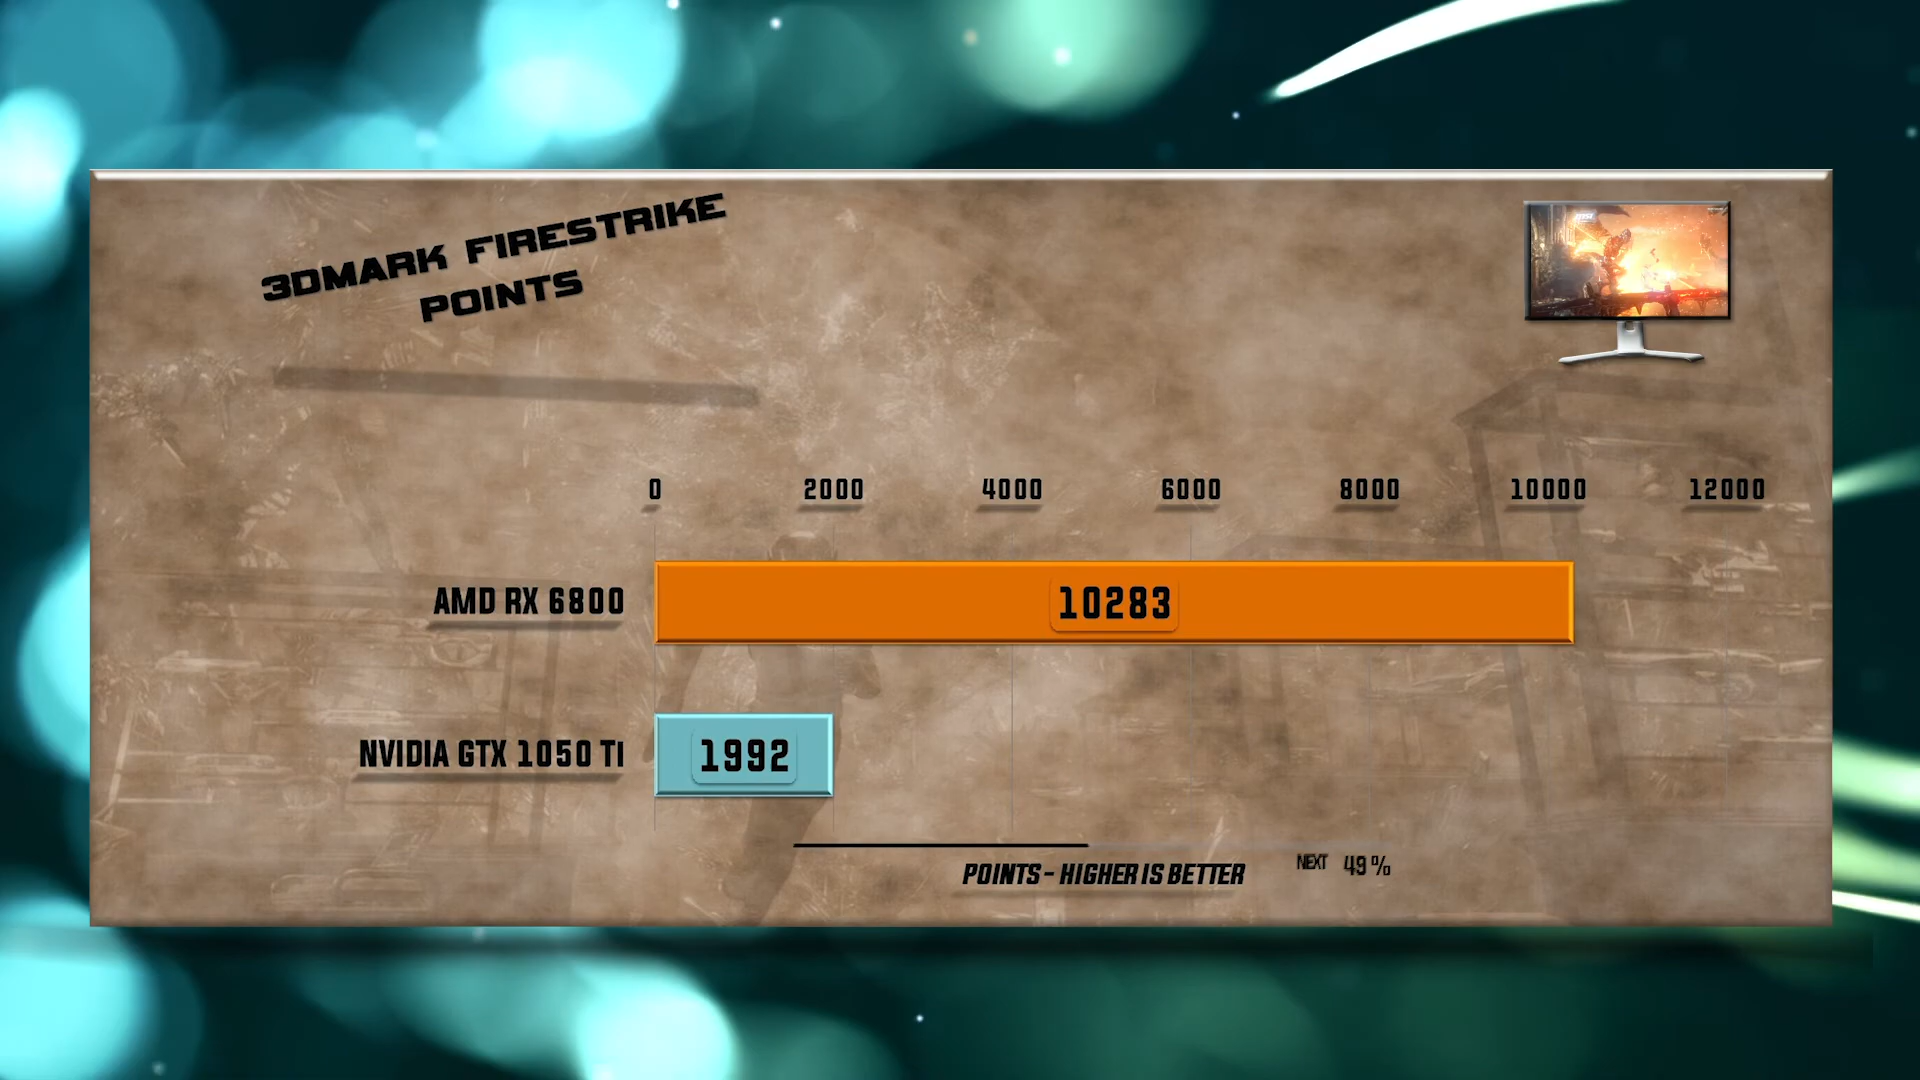 3DMARK FIRESTRIKE
POINTS
0 2000 4000 6000 8000 10000 12000
AMD RX 6800 10283
NVIDIA GTX 1050 TI 1992
POINTS - HIGHER IS BETTER NEXT 49 %